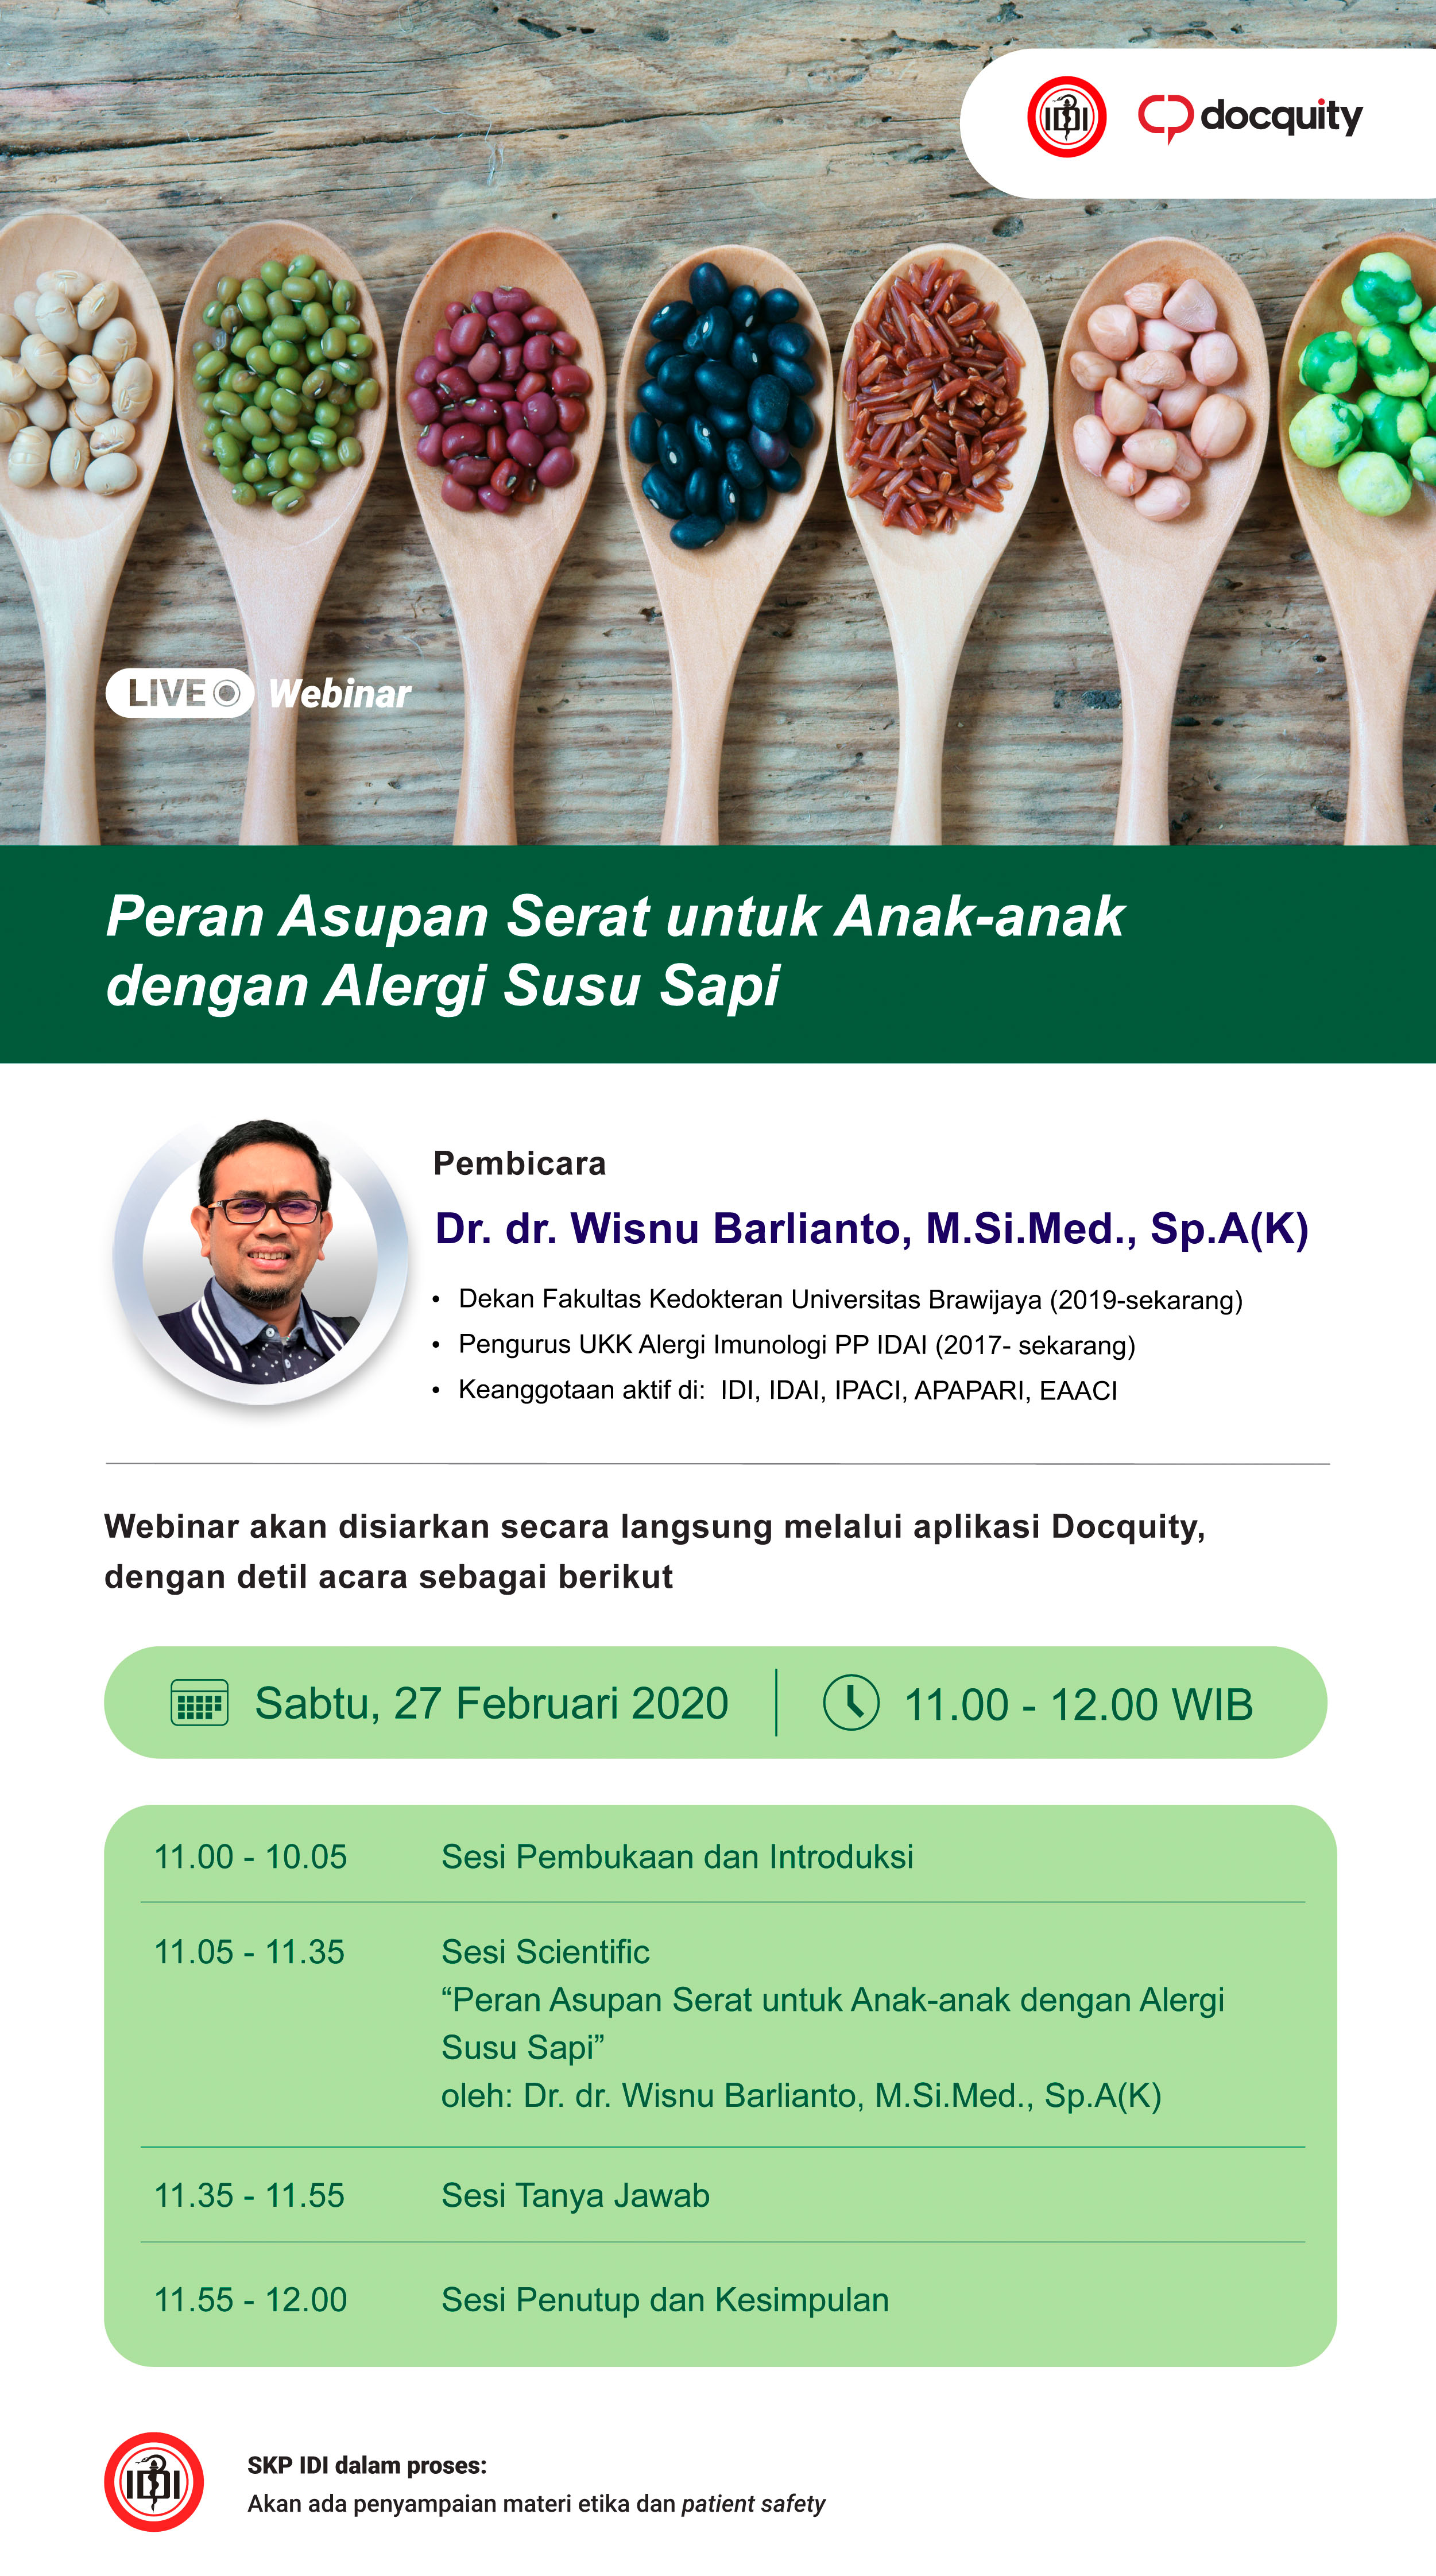 IDI docquity
LIVE Webinar
Peran Asupan Serat untuk Anak-anak
dengan Alergi Susu Sapi
Pembicara
Dr. dr. Wisnu Barlianto, M.Si.Med., Sp.A(K)
• Dekan Fakultas Kedokteran Universitas Brawijaya (2019-sekarang)
• Pengurus UKK Alergi Imunologi PP IDAI (2017- sekarang)
• Keanggotaan aktif di: IDI, IDAI, IPACI, APAPARI, EAACI
Webinar akan disiarkan secara langsung melalui aplikasi Docquity,
dengan detil acara sebagai berikut
Sabtu, 27 Februari 2020 11.00 - 12.00 WIB
11.00 - 10.05 Sesi Pembukaan dan Introduksi
11.05 - 11.35 Sesi Scientific
“Peran Asupan Serat untuk Anak-anak dengan Alergi
Susu Sapi”
oleh: Dr. dr. Wisnu Barlianto, M.Si.Med., Sp.A(K)
11.35 - 11.55 Sesi Tanya Jawab
11.55 - 12.00 Sesi Penutup dan Kesimpulan
IDI
SKP IDI dalam proses:
Akan ada penyampaian materi etika dan patient safety